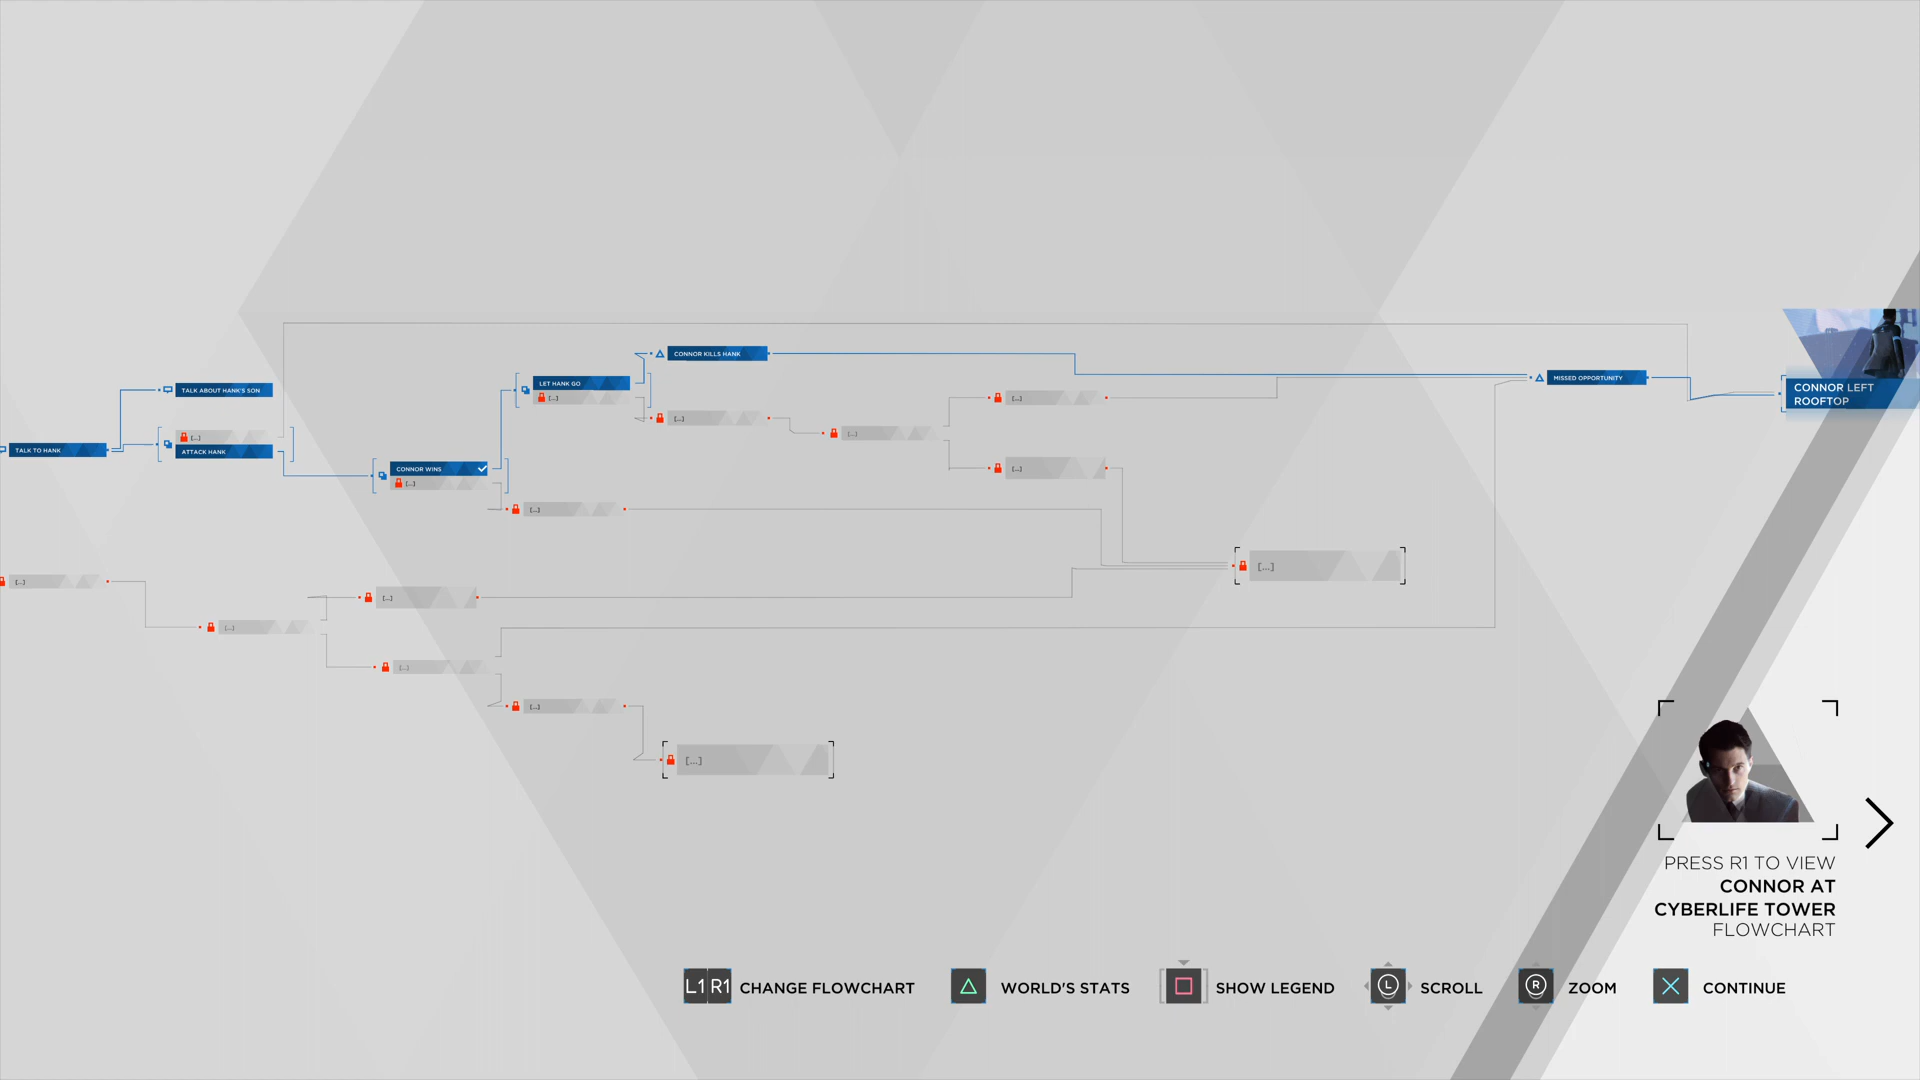 CONNOR KILLS HANK
MISSED OPPORTUNITY
LET HANK GO
[...]
CONNOR LEFT
ROOFTOP
TALK ABOUT HANK'S SON
[...]
[...]
[...]
[...]
ATTACK HANK
TALK TO HANK
CONNOR WINS
[...]
[...]
[...]
[...]
[...]
[...]
[...]
[...]
[...]
[...]
PRESS R1 TO VIEW
CONNOR AT
CYBERLIFE TOWER
FLOWCHART
L1 R1 CHANGE FLOWCHART
WORLD'S STATS
SHOW LEGEND
L SCROLL
R ZOOM
CONTINUE